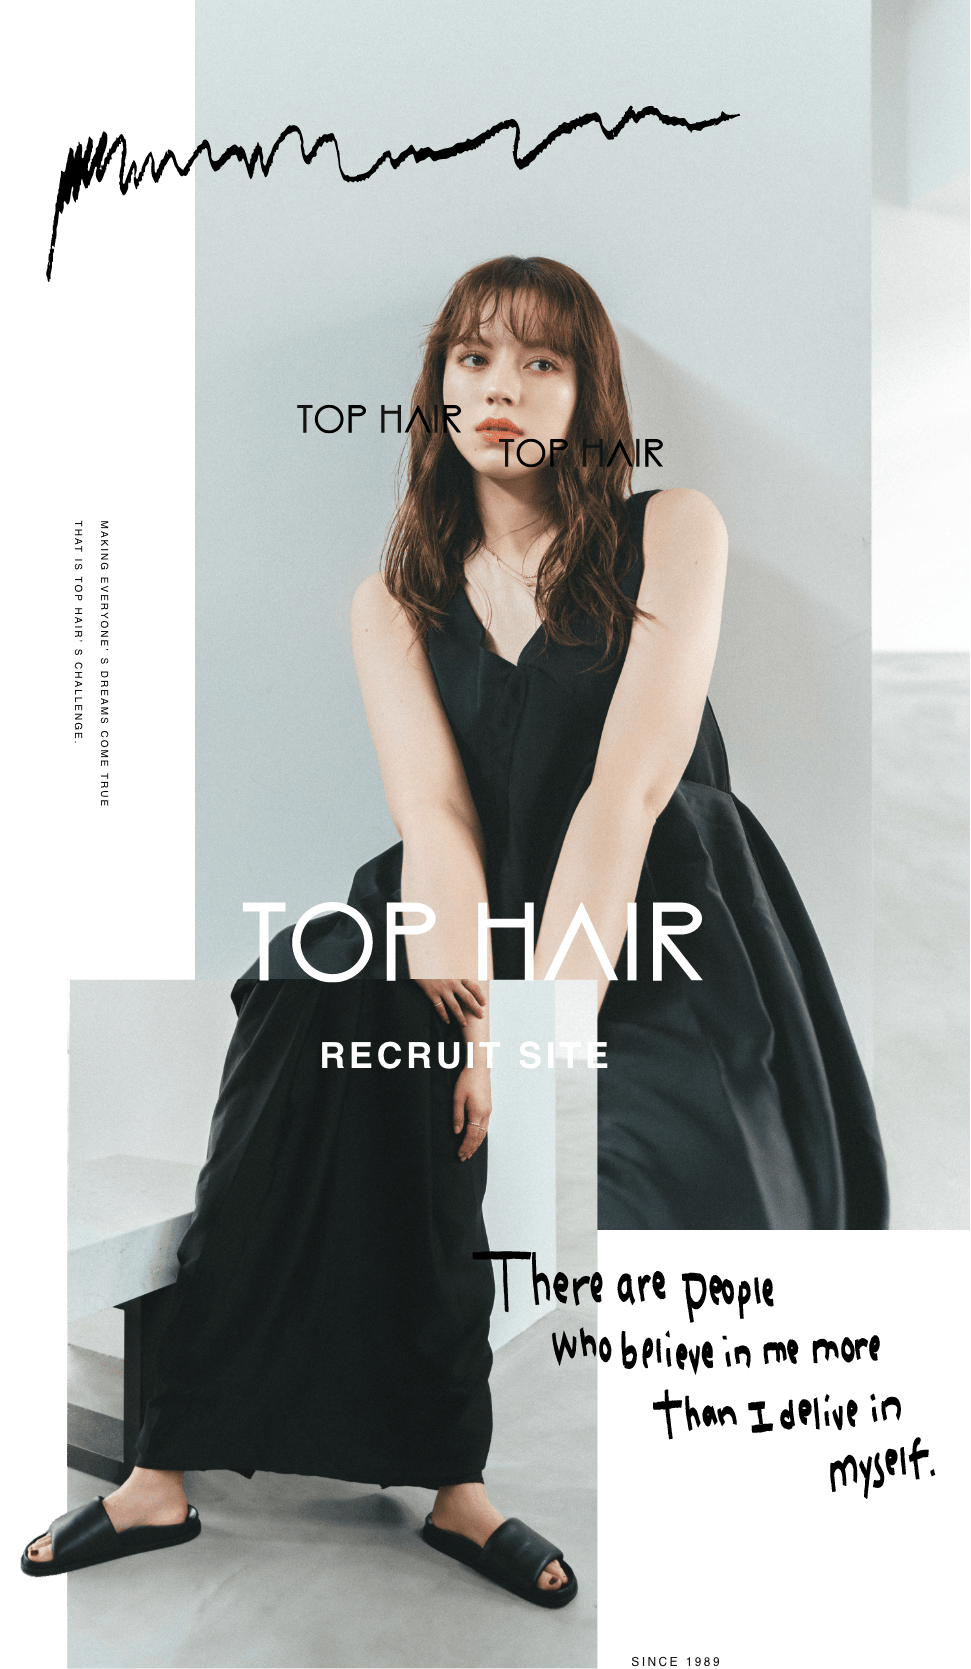 TOP HAIR
TOP HAIR
MAKING EVERYONE' S DREAMS COME TRUE
THAT IS TOP HAIR' S CHALLENGE.
TOP HAIR
RECRUIT SITE
There are people
who believe in me more
than I delive in
myself.
SINCE 1989